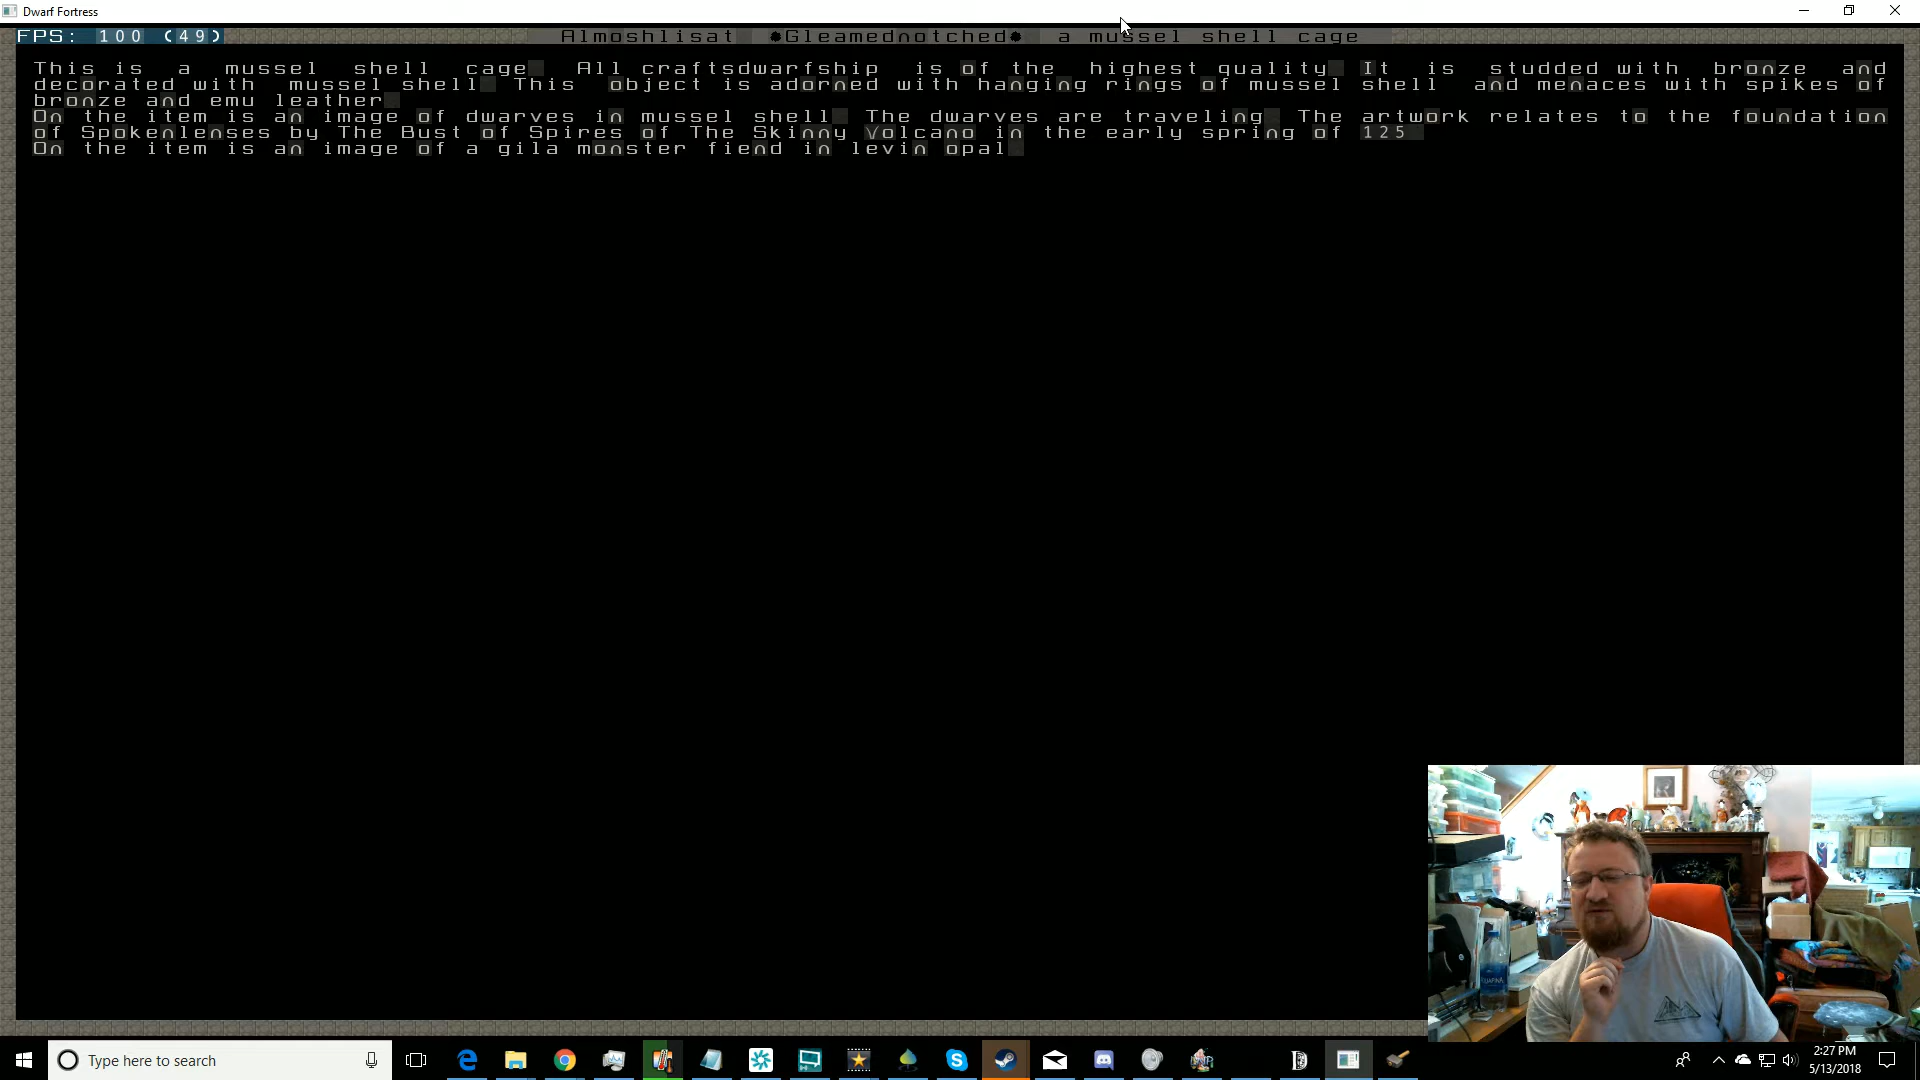 Dwarf Fortress
FPS: 100 (49)
Almoshlisat Gleamednotched a mussel shell cage
This is a mussel shell cage All craftsdwarfship is of the highest quality It is studded with bronze and
decorated with mussel shell This object is adorned with hanging rings of mussel shell and menaces with spikes of
bronze and emu leather
On the item is an image of dwarves in mussel shell The dwarves are traveling The artwork relates to the foundation
of Spokenlenses by The Bust of Spires of The Skinny Volcano in the early spring of 125
On the item is an image of a gila monster fiend in levin opal
Type here to search
2:27 PM
5/13/2018